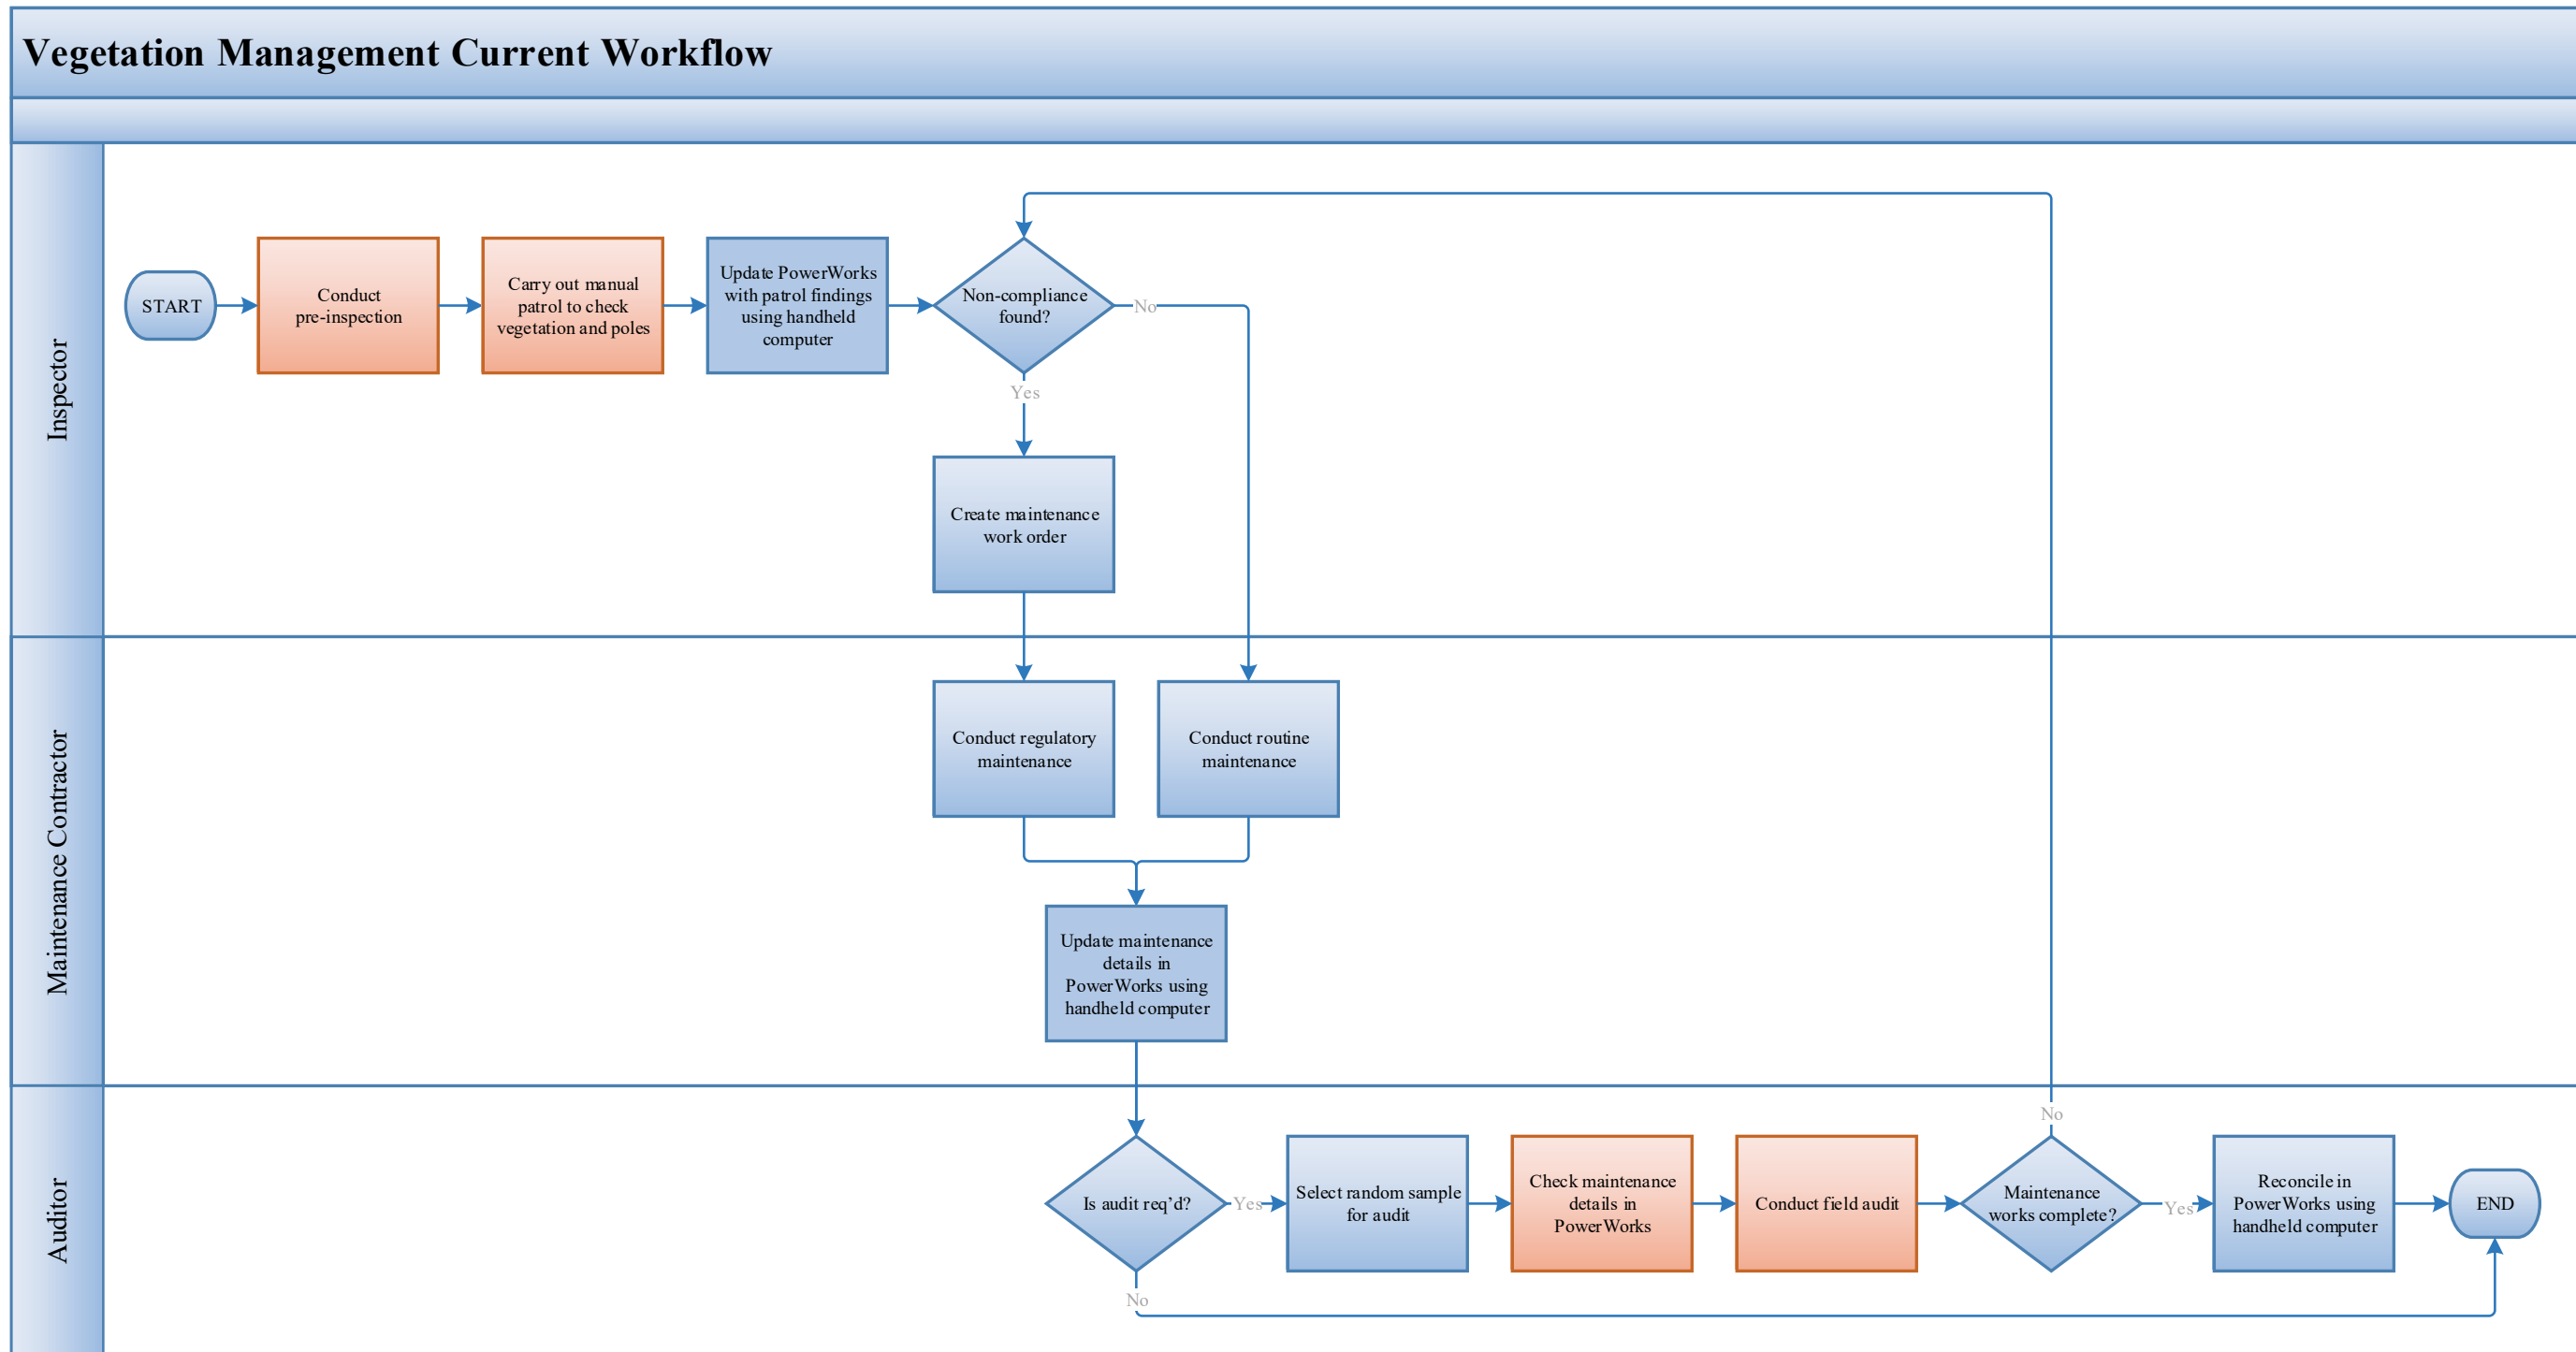 Vegetation Management Current Workflow
Inspector
START
Conduct
pre-inspection
Carry out manual
patrol to check
vegetation and poles
Update PowerWorks
with patrol findings
using handheld
computer
Non-compliance
found?
No
Yes
Create maintenance
work order
Maintenance Contractor
Conduct regulatory
maintenance
Conduct routine
maintenance
Update maintenance
details in
PowerWorks using
handheld computer
Auditor
Is audit req’d?
Yes
No
Select random sample
for audit
Check maintenance
details in
PowerWorks
Conduct field audit
No
Maintenance
works complete?
Yes
Reconcile in
PowerWorks using
handheld computer
END